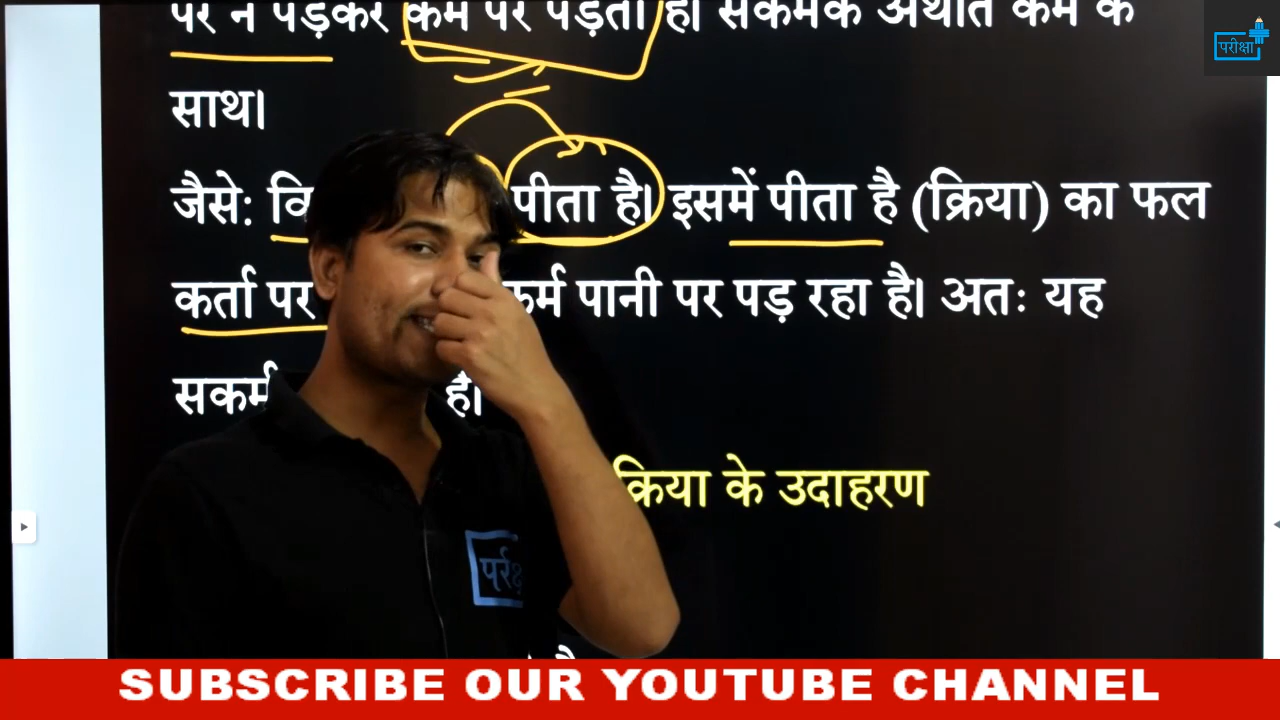 पर न पड़कर कर्म पर पड़ता है। सकर्मक अर्थात कर्म के
परीक्षा
साथ।
जैसे: पीता है। इसमें पीता है (क्रिया) का फल
कर्ता पर कर्म पानी पर पड़ रहा है। अतः यह
है।
क्रिया के उदाहरण
SUBSCRIBE OUR YOUTUBE CHANNEL